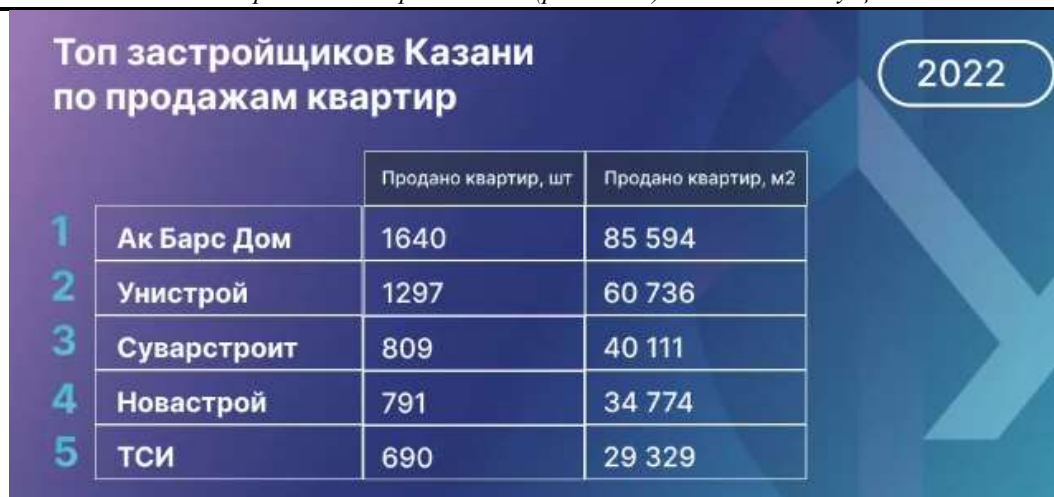 Топ застройщиков Казани
по продажам квартир
2022
Продано квартир, шт Продано квартир, м2
1 Ак Барс Дом 1640 85 594
2 Унистрой 1297 60 736
3 Суварстроит 809 40 111
4 Новастрой 791 34 774
5 ТСИ 690 29 329